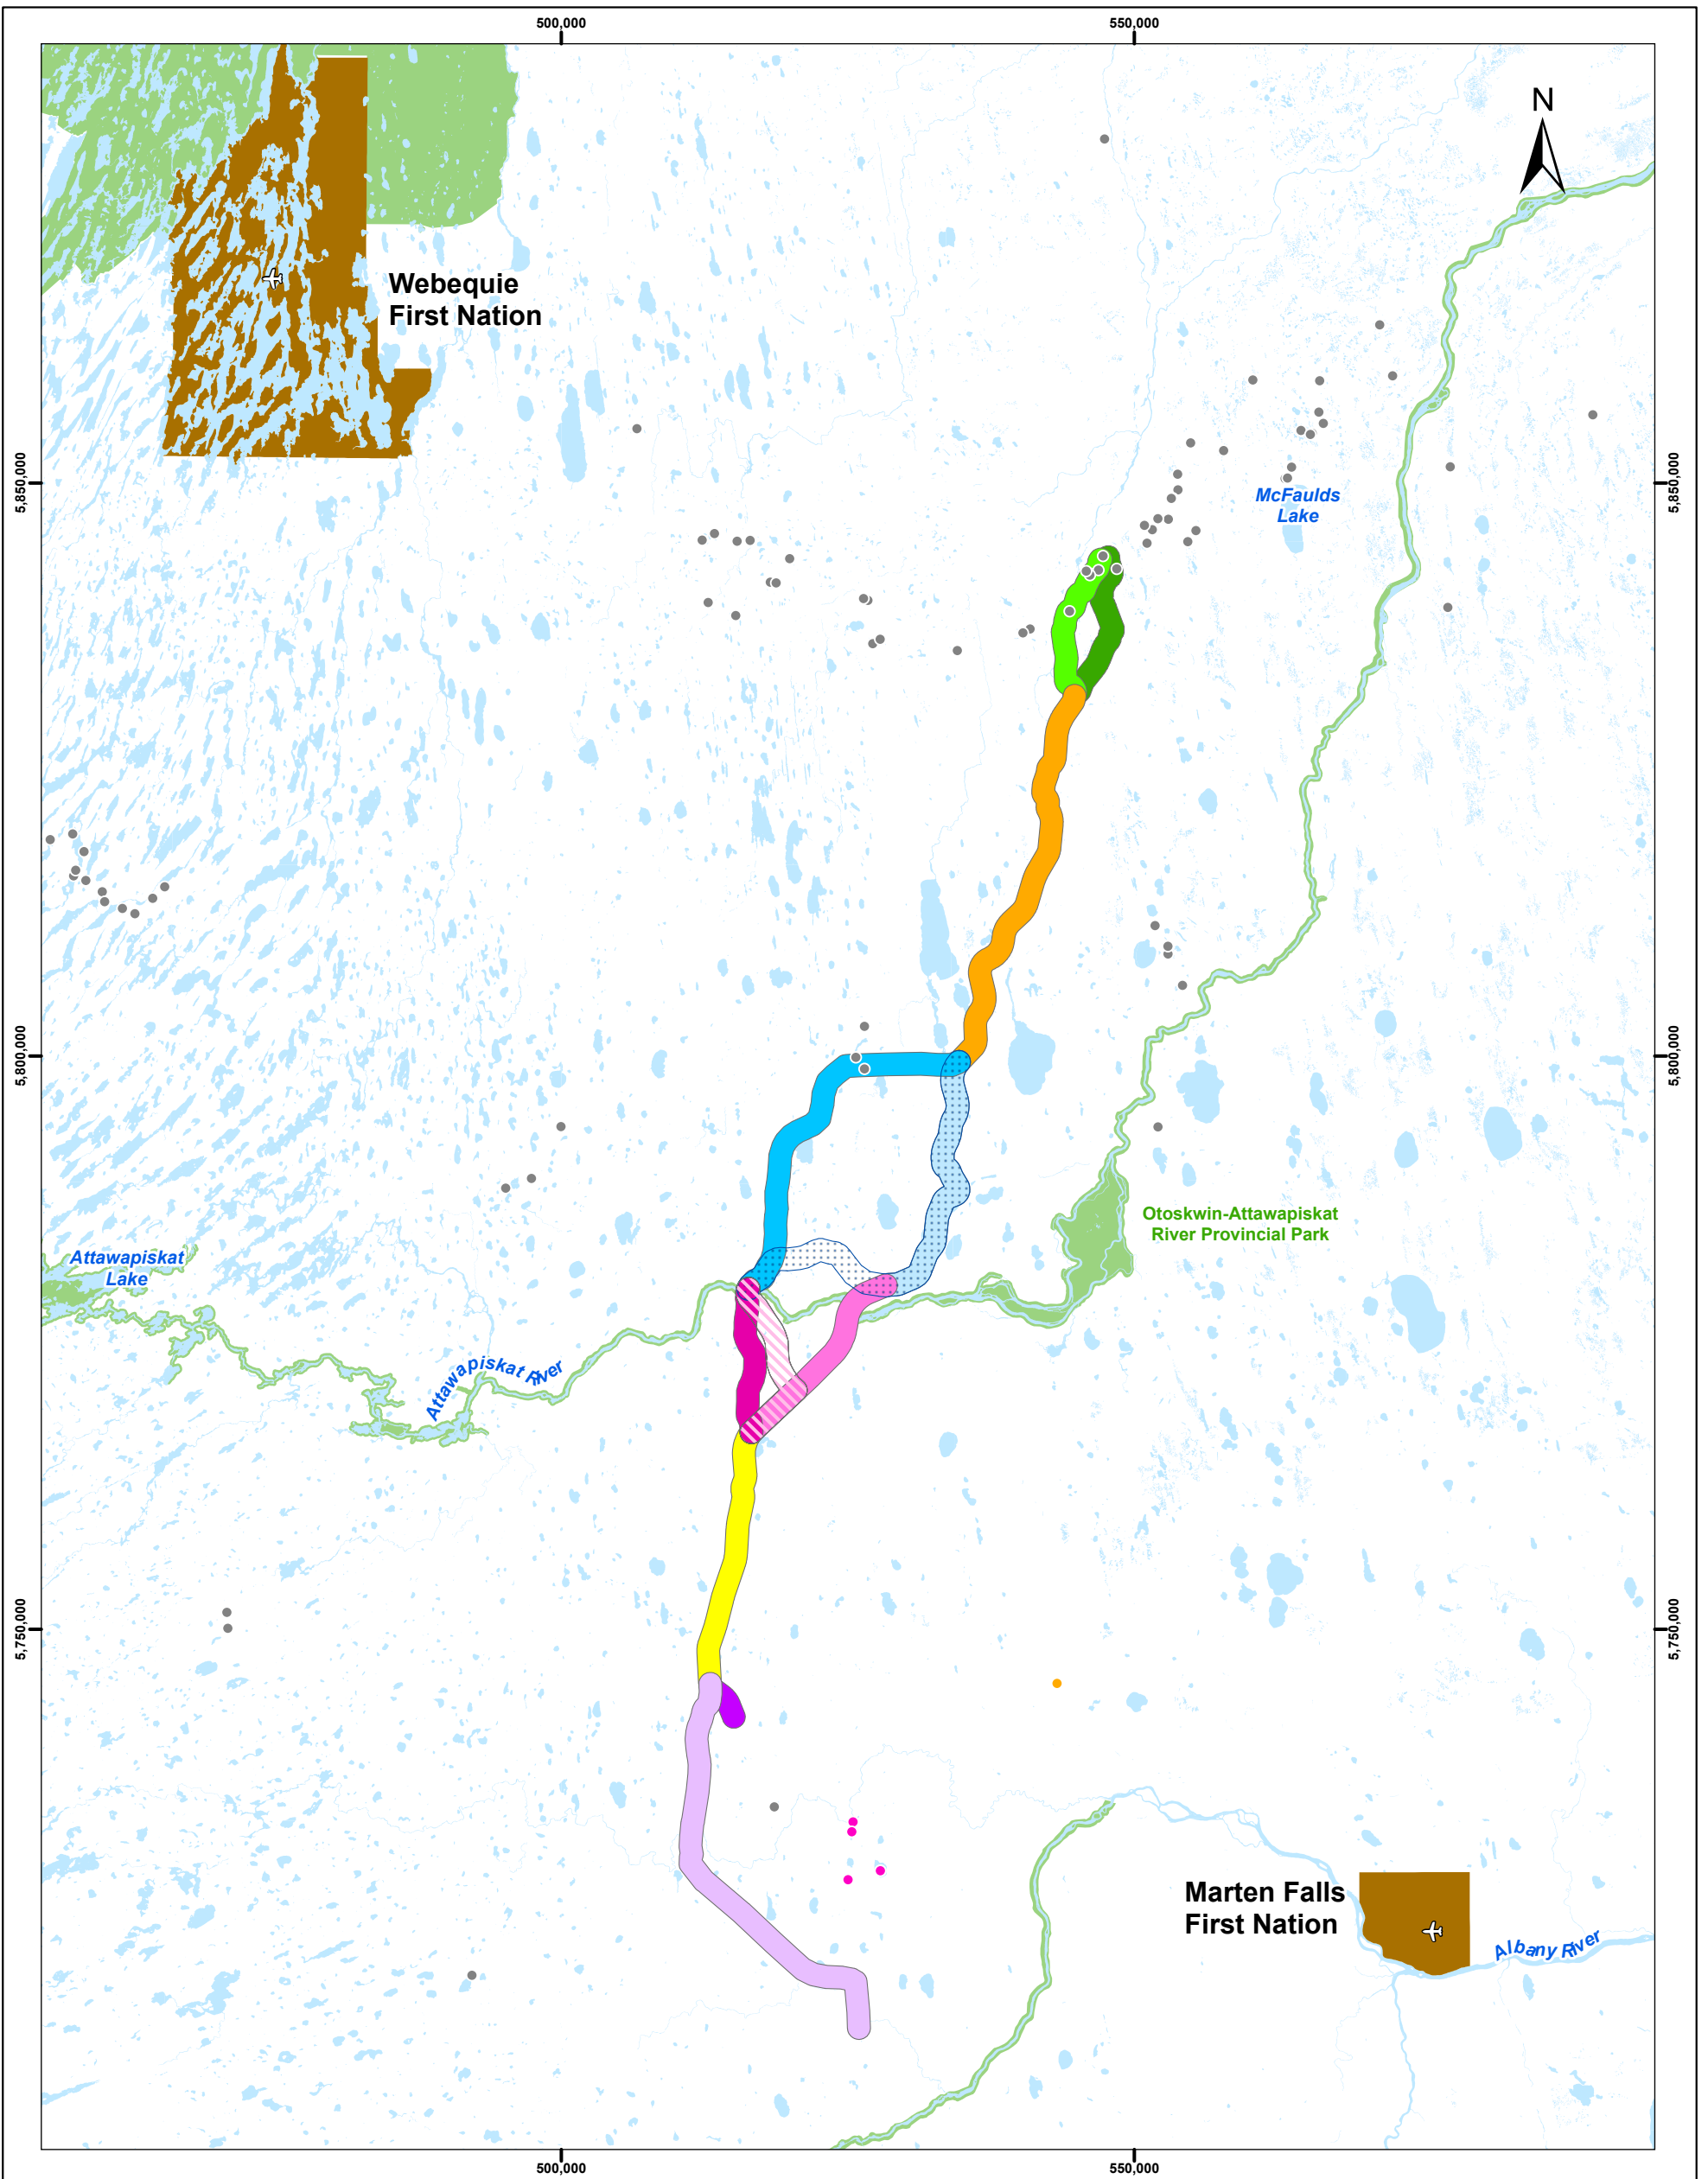 500,000
550,000
N
Webequie
First Nation
5,850,000
5,850,000
McFaulds
Lake
5,800,000
5,800,000
Otoskwin-Attawapiskat
River Provincial Park
Attawapiskat
Lake
Attawapiskat River
5,750,000
5,750,000
Marten Falls
First Nation
Albany River
500,000
550,000